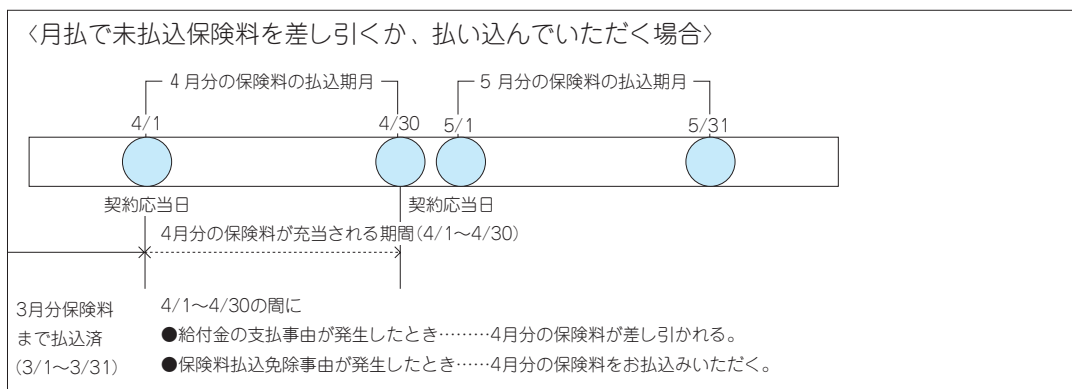 〈月払で未払込保険料を差し引くか、払い込んでいただく場合〉
4月分の保険料の払込期月 5月分の保険料の払込期月
4/1 4/30 5/1 5/31
契約応当日 契約応当日
4月分の保険料が充当される期間(4/1〜4/30)
3月分保険料
まで払込済
(3/1〜3/31)
4/1〜4/30の間に
●給付金の支払事由が発生したとき………4月分の保険料が差し引かれる。
●保険料払込免除事由が発生したとき……4月分の保険料をお払込みいただく。